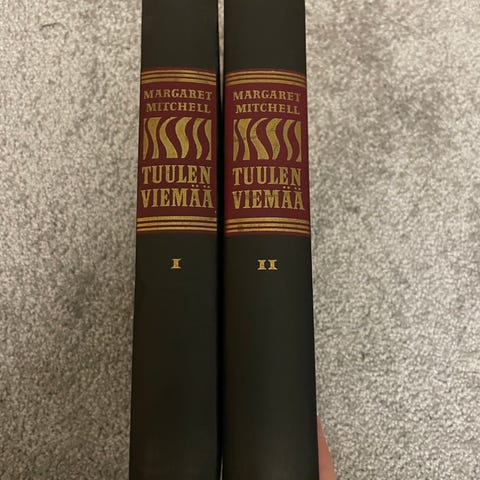 MARGARET
MITCHELL
TUULEN
VIEMÄÄ
I
MARGARET
MITCHELL
TUULEN
VIEMÄÄ
II